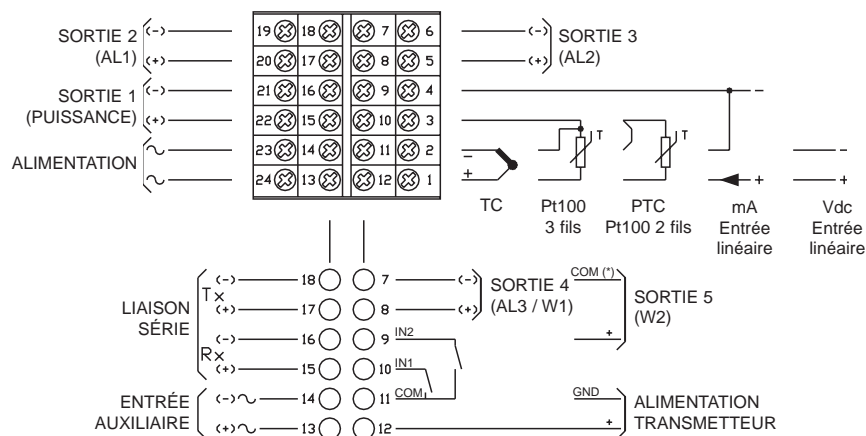 SORTIE 2
(AL1)
(-)
(+)
19 18 7 6
20 17 8 5
(-)
(+)
SORTIE 3
(AL2)
SORTIE 1
(PUISSANCE)
(-)
(+)
21 16 9 4
22 15 10 3
-
ALIMENTATION
23 14 11 2
24 13 12 1
-
+
TC
T
Pt100
3 fils
T
PTC
Pt100 2 fils
+
mA
Entrée
linéaire
-
+
Vdc
Entrée
linéaire
LIAISON
SÉRIE
Tx
(-) 18
(+) 17
Rx
(-) 16
(+) 15
7 (-)
8 (+)
SORTIE 4
(AL3 / W1)
COM (*)
+
SORTIE 5
(W2)
9 IN2
10 IN1
11 COM
ENTRÉE
AUXILIAIRE
(-) 14
(+) 13
12
GND
+
ALIMENTATION
TRANSMETTEUR